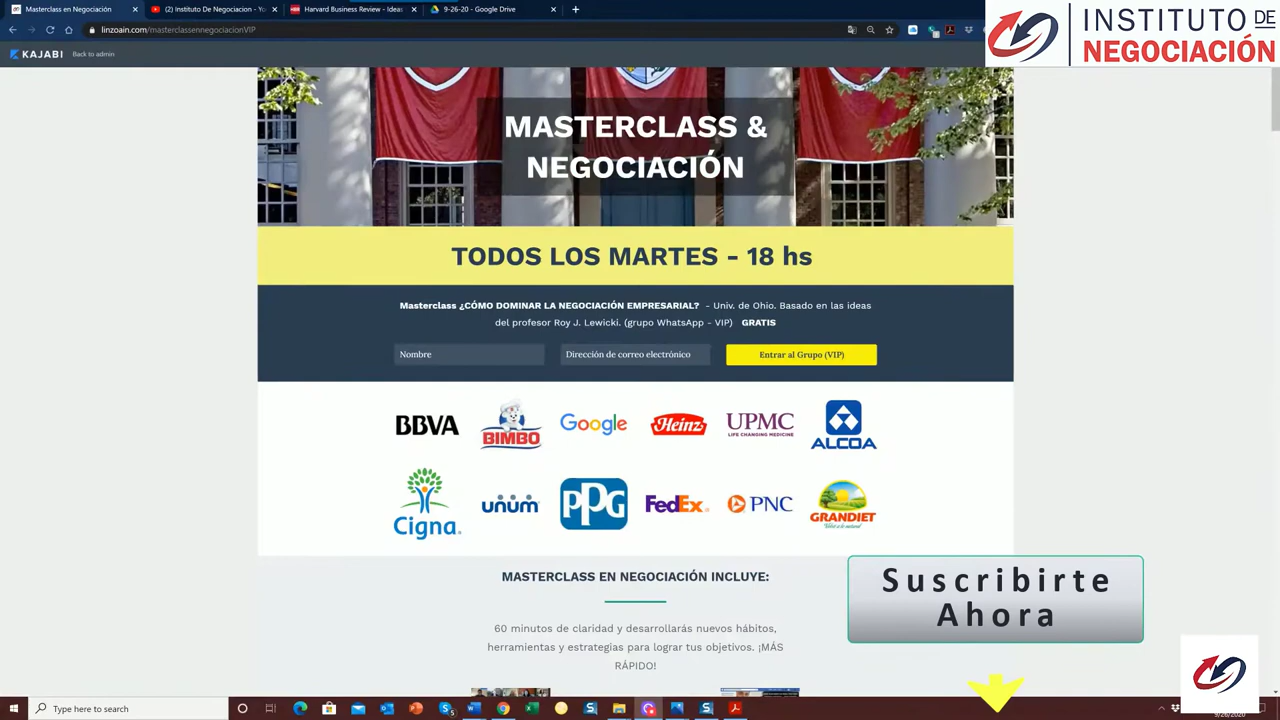 Masterclass en Negociación
(2) Instituto De Negociacion - Yo
Harvard Business Review - Ideas
9-26-20 - Google Drive
linzoain.com/masterclassennegociacionVIP
KAJABI
Back to admin
INSTITUTO DE
NEGOCIACIÓN
MASTERCLASS &
NEGOCIACIÓN
TODOS LOS MARTES - 18 hs
Masterclass ¿CÓMO DOMINAR LA NEGOCIACIÓN EMPRESARIAL? - Univ. de Ohio. Basado en las ideas
del profesor Roy J. Lewicki. (grupo WhatsApp - VIP) GRATIS
Nombre
Dirección de correo electrónico
Entrar al Grupo (VIP)
BBVA
BIMBO
Google
Heinz
UPMC
LIFE CHANGING MEDICINE
ALCOA
Cigna
unum
PPG
FedEx
PNC
GRANDIET
MASTERCLASS EN NEGOCIACIÓN INCLUYE:
60 minutos de claridad y desarrollarás nuevos hábitos,
herramientas y estrategias para lograr tus objetivos. ¡MÁS
RÁPIDO!
Suscribirte
Ahora
Type here to search
9/26/2020